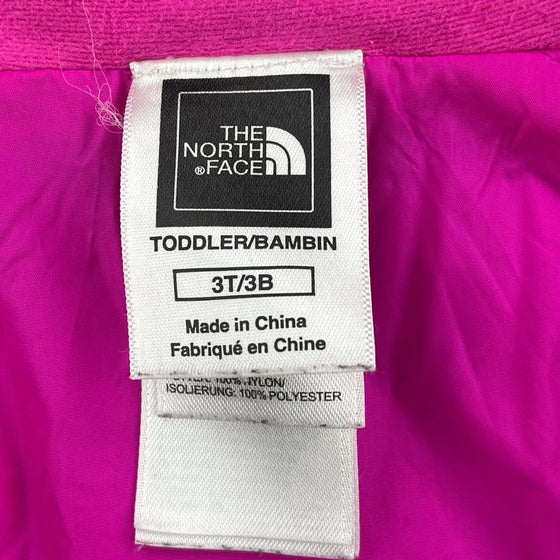 THE
NORTH
®FACE
TODDLER/BAMBIN
3T/3B
Made in China
Fabriqué en Chine
100% NYLON/
ISOLIERUNG: 100% POLYESTER